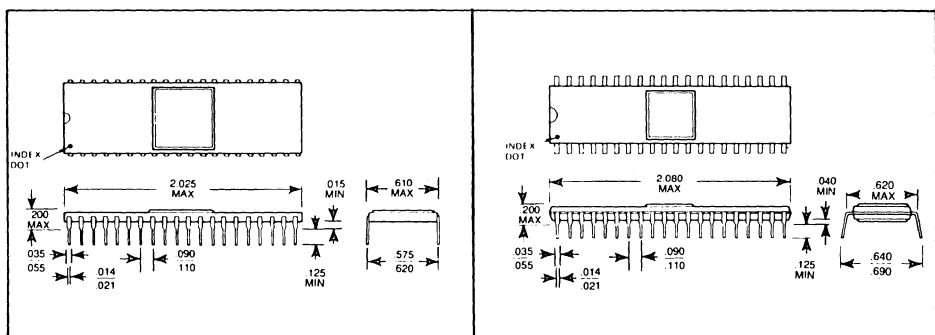 INDEX
DOT
2.025
MAX
.015
MIN
.610
MAX
200
MAX
.035
.055
.014
.021
.090
.110
.125
MIN
.575
.620
INDEX
DOT
2.080
MAX
.040
MIN
.620
MAX
200
MAX
.035
.055
.014
.021
.090
.110
.125
MIN
.640
.690